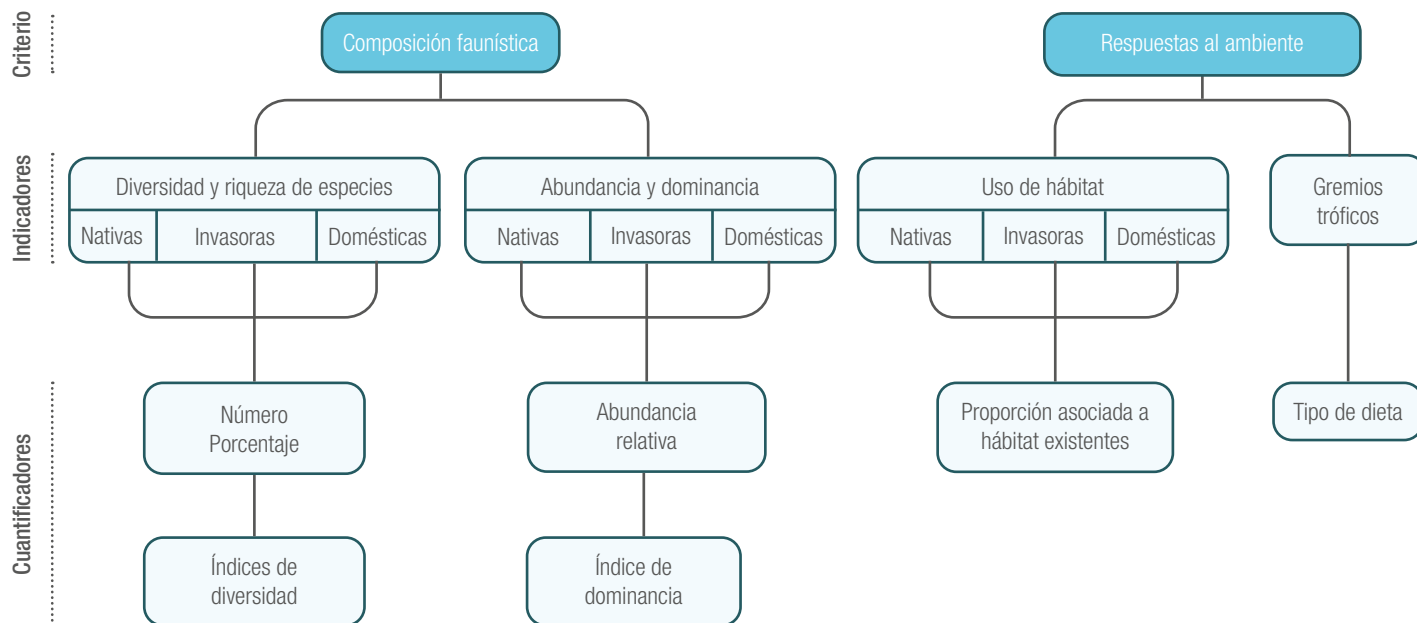 Criterio
Composición faunística
Respuestas al ambiente
Indicadores
Diversidad y riqueza de especies
Nativas
Invasoras
Domésticas
Abundancia y dominancia
Nativas
Invasoras
Domésticas
Uso de hábitat
Nativas
Invasoras
Domésticas
Gremios
tróficos
Cuantificadores
Número
Porcentaje
Abundancia
relativa
Proporción asociada a
hábitat existentes
Tipo de dieta
Índices de
diversidad
Índice de
dominancia